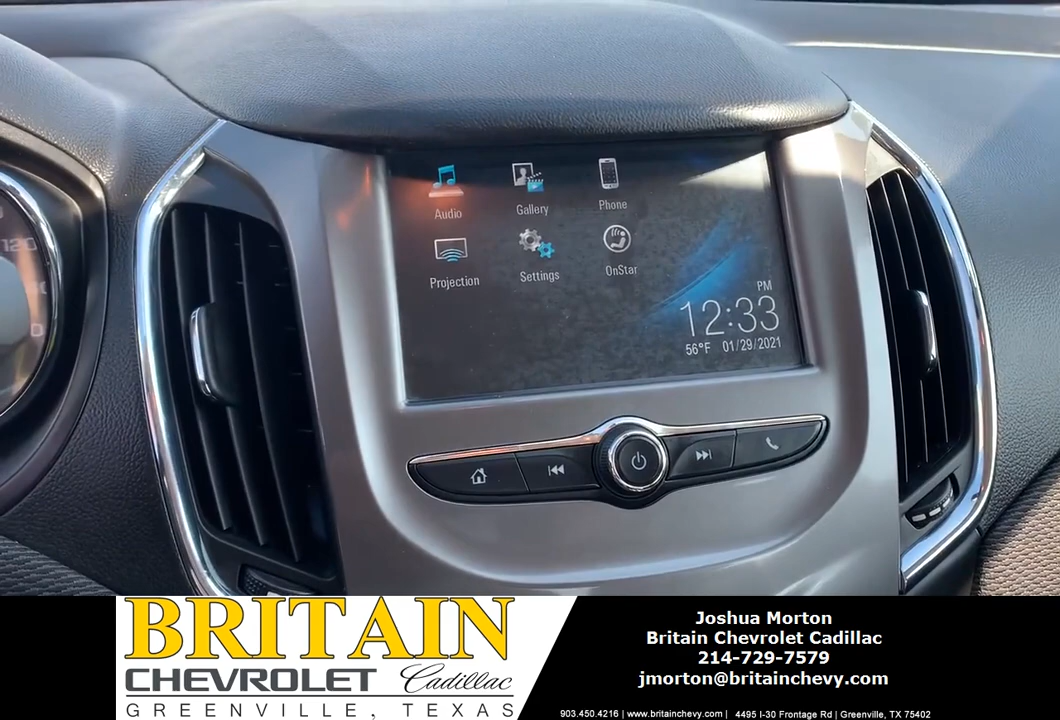 Audio
Gallery
Phone
Projection
Settings
OnStar
PM
12:33
56°F 01/29/2021
120
BRITAIN
CHEVROLET Cadillac
GREENVILLE, TEXAS
Joshua Morton
Britain Chevrolet Cadillac
214-729-7579
jmorton@britainchevy.com
903.450.4216 | www.britainchevy.com | 4495 I-30 Frontage Rd | Greenville, TX 75402